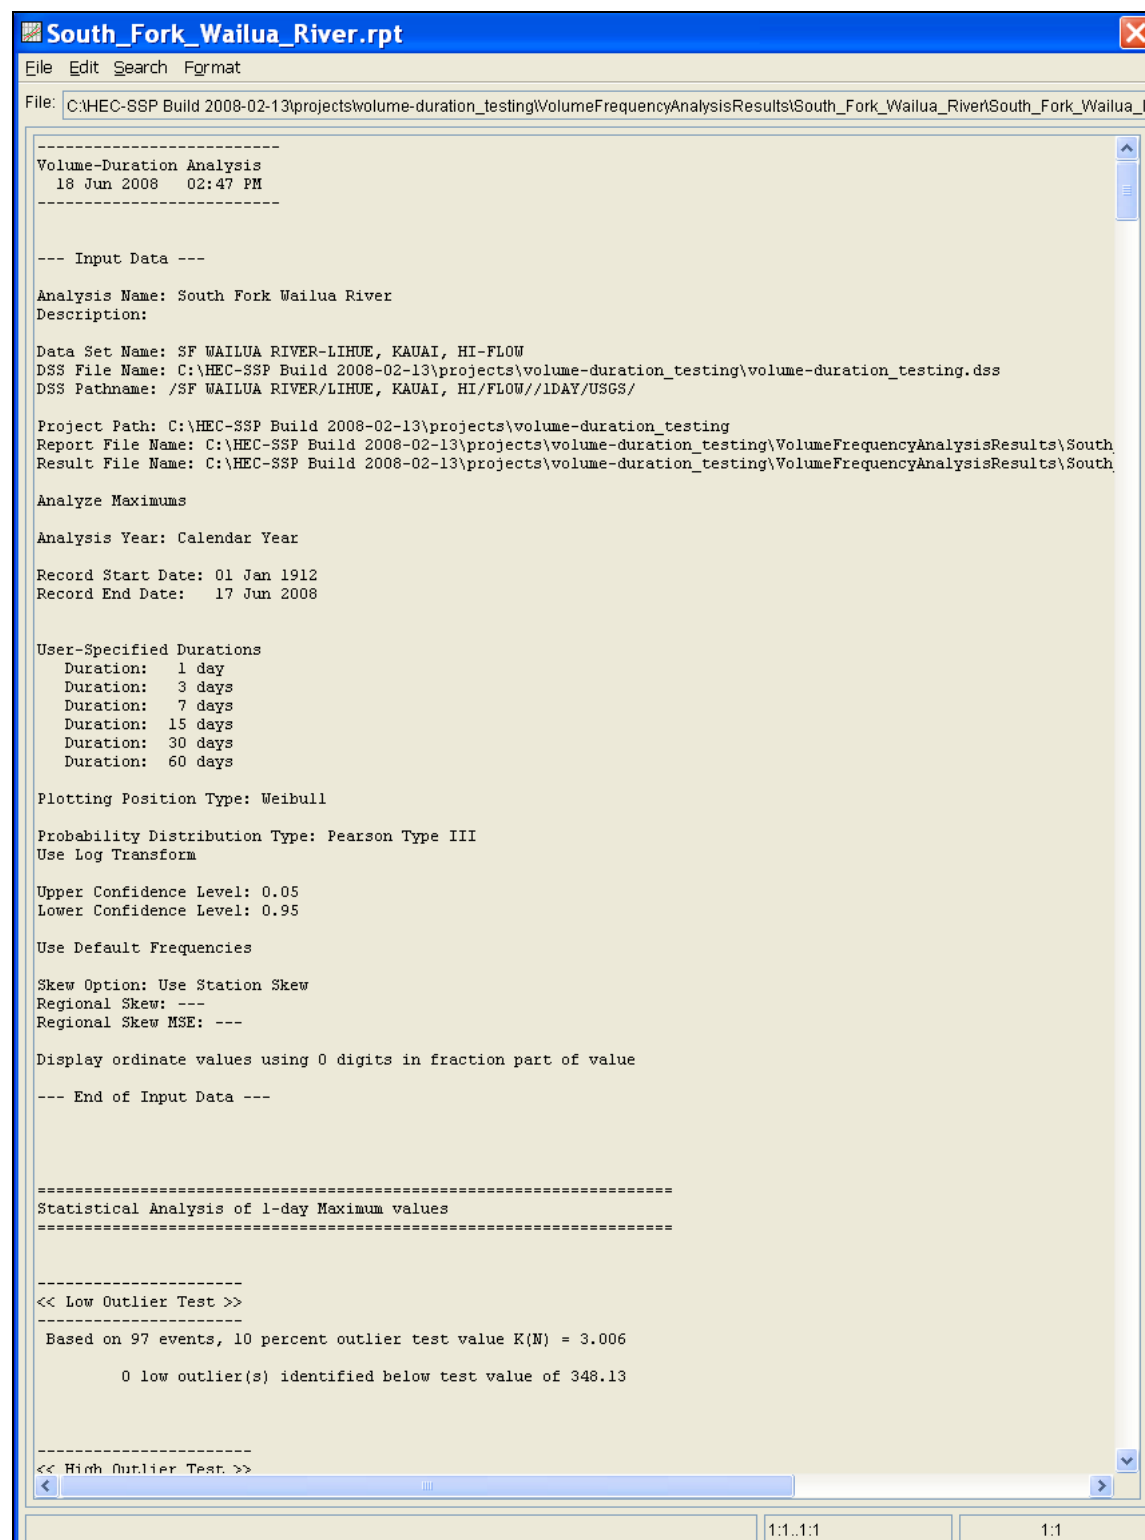 South_Fork_Wailua_River.rpt
File Edit Search Format
File: C:\HEC-SSP Build 2008-02-13\projects\volume-duration_testing\VolumeFrequencyAnalysisResults\South_Fork_Wailua_River\South_Fork_Wailua_
--------------------------
Volume-Duration Analysis
18 Jun 2008 02:47 PM
--------------------------
--- Input Data ---
Analysis Name: South Fork Wailua River
Description:
Data Set Name: SF WAILUA RIVER-LIHUE, KAUAI, HI-FLOW
DSS File Name: C:\HEC-SSP Build 2008-02-13\projects\volume-duration_testing\volume-duration_testing.dss
DSS Pathname: /SF WAILUA RIVER/LIHUE, KAUAI, HI/FLOW//1DAY/USGS/
Project Path: C:\HEC-SSP Build 2008-02-13\projects\volume-duration_testing
Report File Name: C:\HEC-SSP Build 2008-02-13\projects\volume-duration_testing\VolumeFrequencyAnalysisResults\South_
Result File Name: C:\HEC-SSP Build 2008-02-13\projects\volume-duration_testing\VolumeFrequencyAnalysisResults\South_
Analyze Maximums
Analysis Year: Calendar Year
Record Start Date: 01 Jan 1912
Record End Date: 17 Jun 2008
User-Specified Durations
Duration: 1 day
Duration: 3 days
Duration: 7 days
Duration: 15 days
Duration: 30 days
Duration: 60 days
Plotting Position Type: Weibull
Probability Distribution Type: Pearson Type III
Use Log Transform
Upper Confidence Level: 0.05
Lower Confidence Level: 0.95
Use Default Frequencies
Skew Option: Use Station Skew
Regional Skew: ---
Regional Skew MSE: ---
Display ordinate values using 0 digits in fraction part of value
--- End of Input Data ---
====================================================================
Statistical Analysis of 1-day Maximum values
====================================================================
----------------------
<< Low Outlier Test >>
----------------------
Based on 97 events, 10 percent outlier test value K(N) = 3.006
0 low outlier(s) identified below test value of 348.13
-----------------------
<< High Outlier Test >>
1:1..1:1 1:1